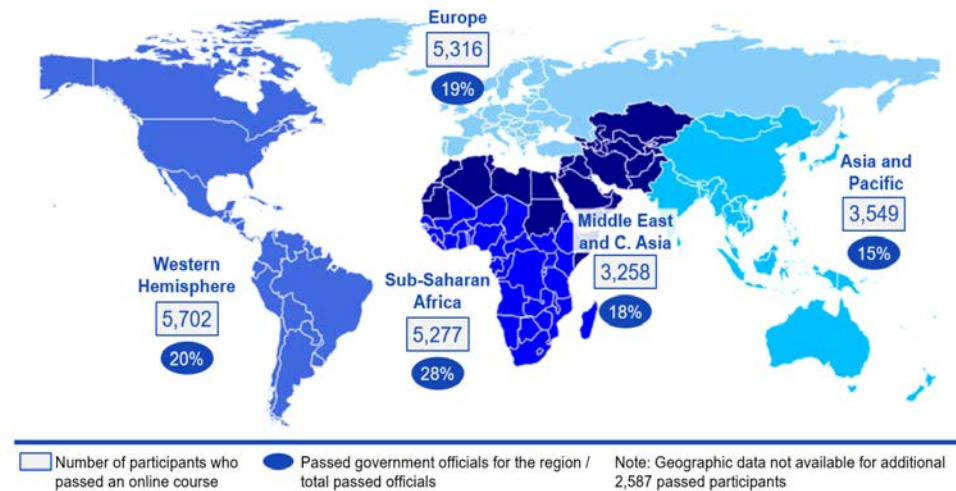 Europe
5,316
19%
Asia and
Pacific
3,549
15%
Middle East
and C. Asia
3,258
18%
Western
Hemisphere
5,702
20%
Sub-Saharan
Africa
5,277
28%
Number of participants who
passed an online course
Passed government officials for the region /
total passed officials
Note: Geographic data not available for additional
2,587 passed participants